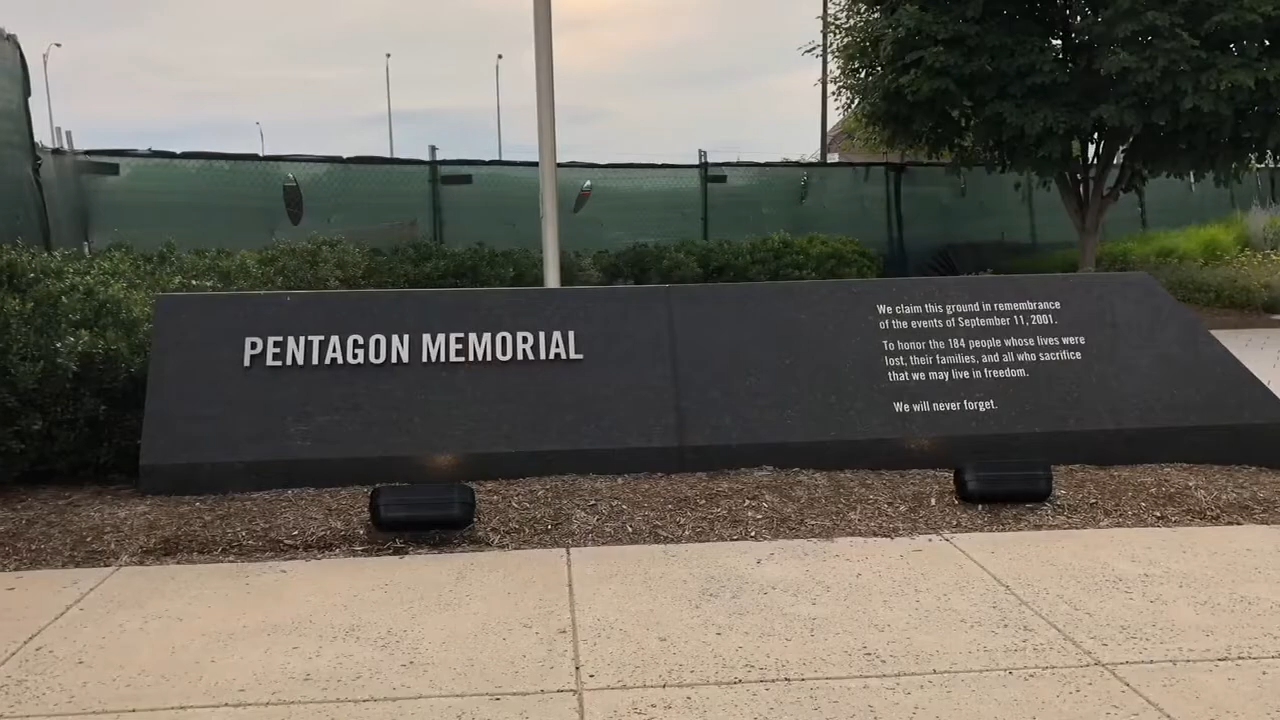 PENTAGON MEMORIAL
We claim this ground in remembrance
of the events of September 11, 2001.
To honor the 184 people whose lives were
lost, their families, and all who sacrifice
that we may live in freedom.
We will never forget.